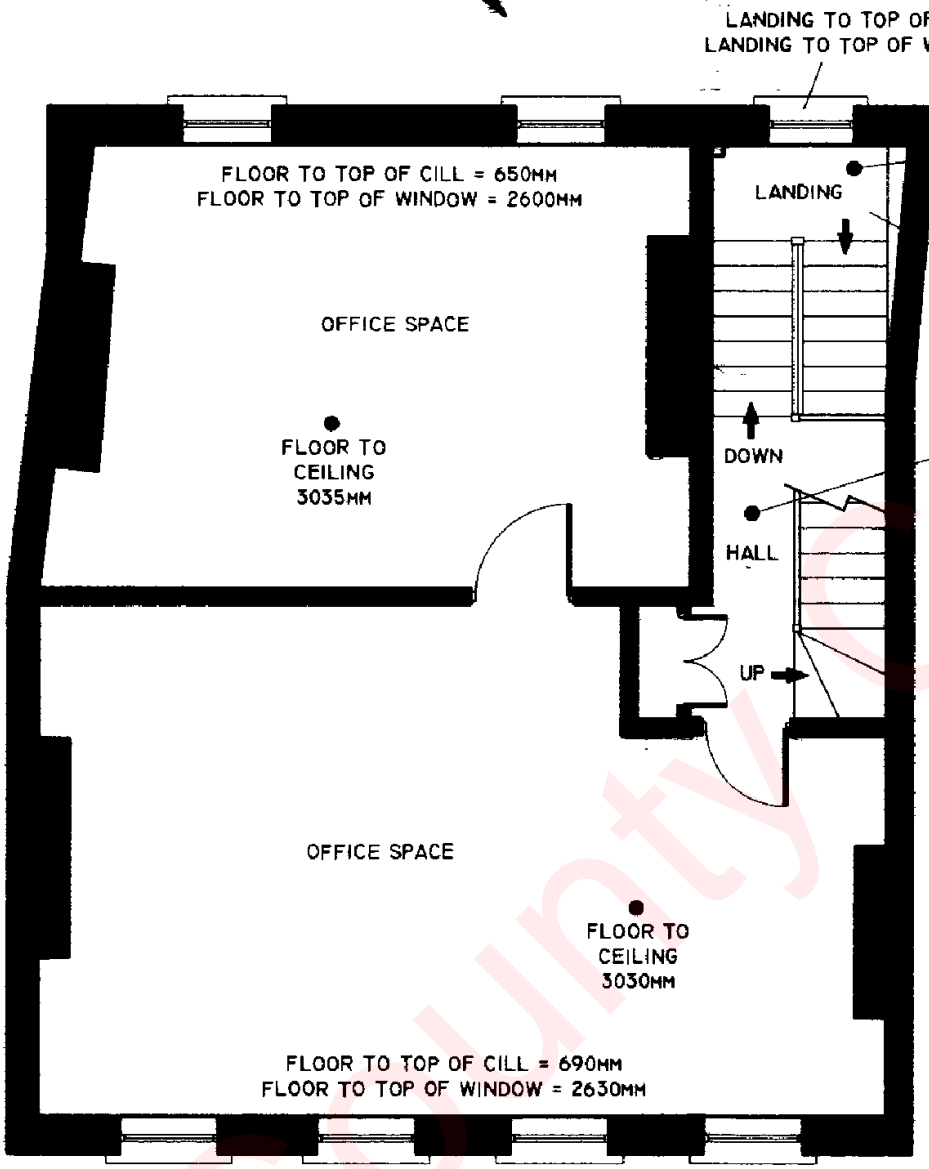 LANDING TO TOP OF
LANDING TO TOP OF
FLOOR TO TOP OF CILL = 650MM
FLOOR TO TOP OF WINDOW = 2600MM
LANDING
OFFICE SPACE
FLOOR TO
CEILING
3035MM
DOWN
HALL
UP
OFFICE SPACE
FLOOR TO
CEILING
3030MM
FLOOR TO TOP OF CILL = 690MM
FLOOR TO TOP OF WINDOW = 2630MM
County